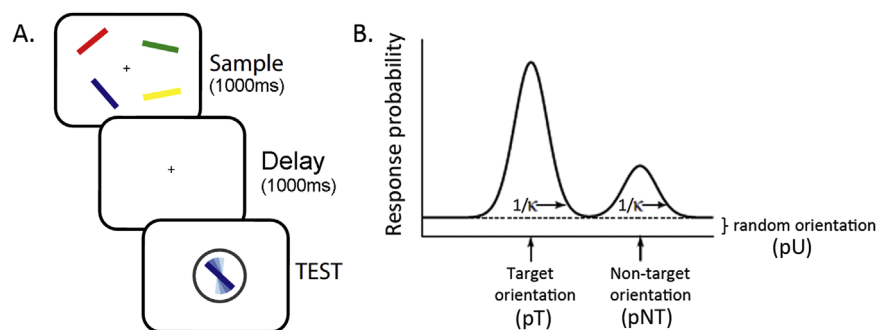 A.
Sample
(1000ms)
Delay
(1000ms)
TEST
B.
Response probability
1/κ
1/κ
random orientation
(pU)
Target
orientation
(pT)
Non-target
orientation
(pNT)